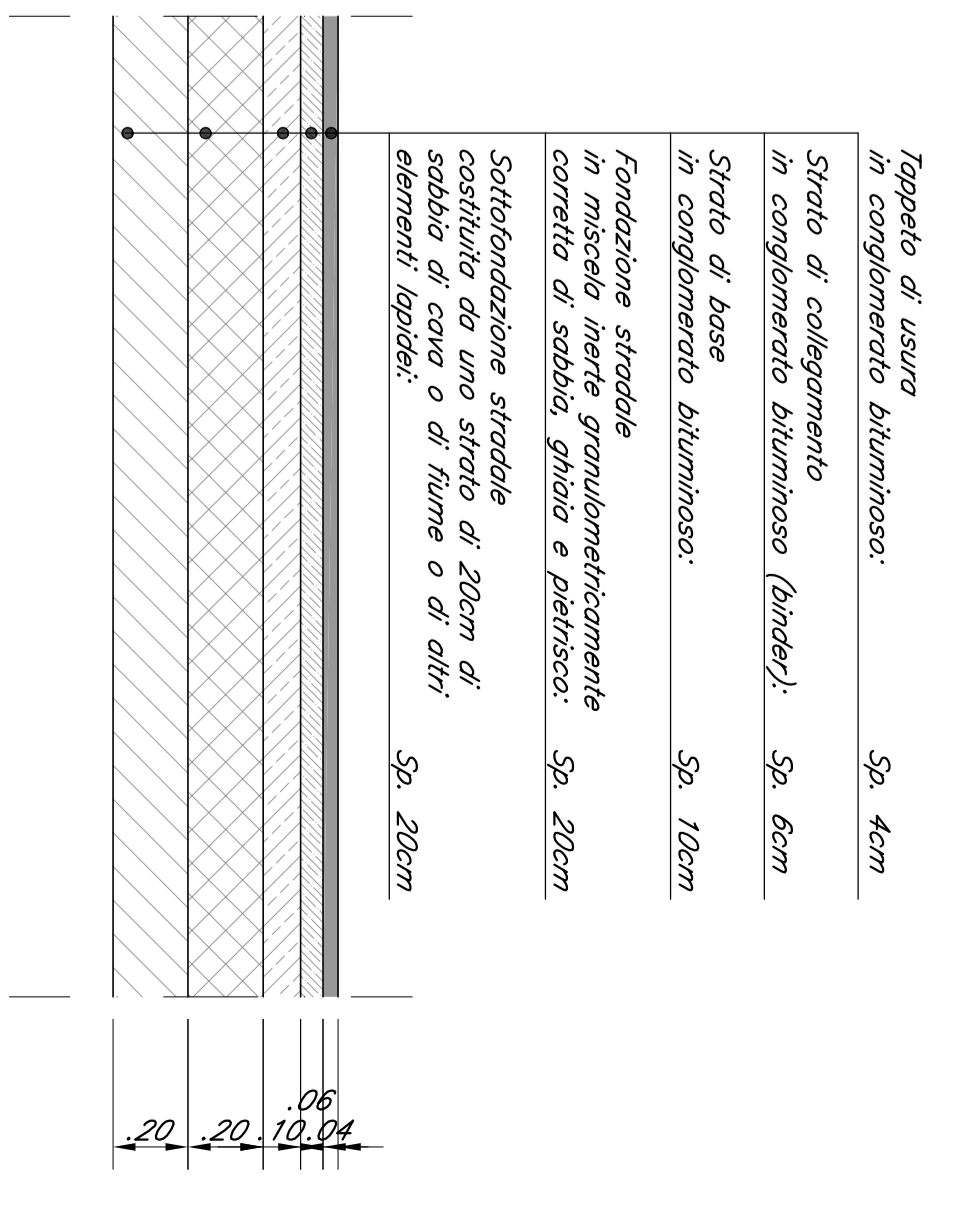 Tappeto di usura
in conglomerato bituminoso: Sp. 4cm
Strato di collegamento
in conglomerato bituminoso (binder): Sp. 6cm
Strato di base
in conglomerato bituminoso: Sp. 10cm
Fondazione stradale
in miscela inerte granulometricamente
corretta di sabbia, ghiaia e pietrisco: Sp. 20cm
Sottofondazione stradale
costituita da uno strato di 20cm di
sabbia di cava o di fiume o di altri
elementi lapidei: Sp. 20cm
.06
.20 .20 .10 .04